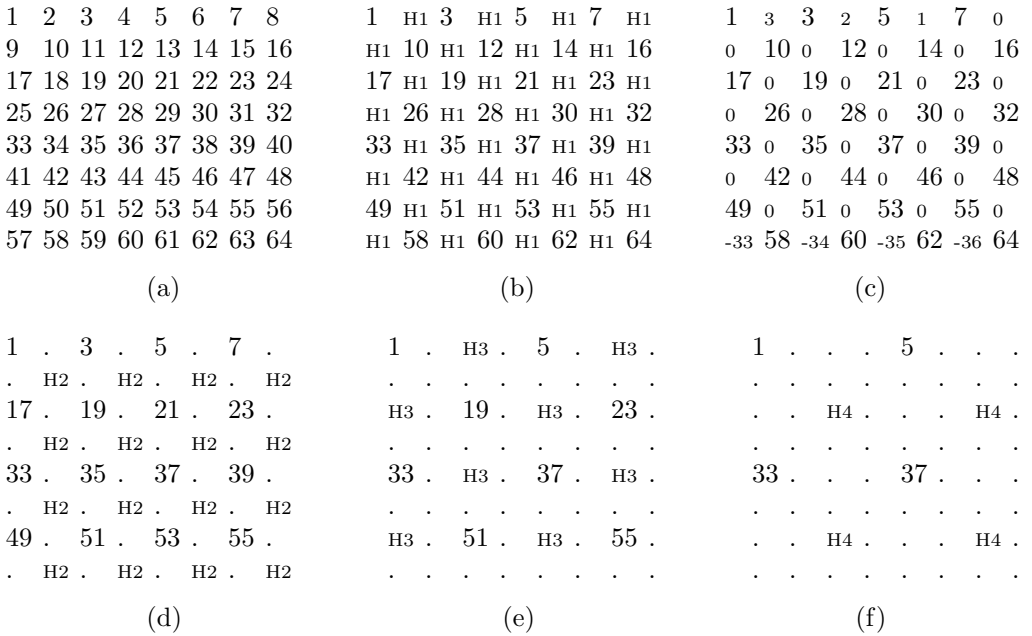 1 2 3 4 5 6 7 8
9 10 11 12 13 14 15 16
17 18 19 20 21 22 23 24
25 26 27 28 29 30 31 32
33 34 35 36 37 38 39 40
41 42 43 44 45 46 47 48
49 50 51 52 53 54 55 56
57 58 59 60 61 62 63 64
(a)
1 H1 3 H1 5 H1 7 H1
H1 10 H1 12 H1 14 H1 16
17 H1 19 H1 21 H1 23 H1
H1 26 H1 28 H1 30 H1 32
33 H1 35 H1 37 H1 39 H1
H1 42 H1 44 H1 46 H1 48
49 H1 51 H1 53 H1 55 H1
H1 58 H1 60 H1 62 H1 64
(b)
1 3 3 2 5 1 7 0
0 10 0 12 0 14 0 16
17 0 19 0 21 0 23 0
0 26 0 28 0 30 0 32
33 0 35 0 37 0 39 0
0 42 0 44 0 46 0 48
49 0 51 0 53 0 55 0
-33 58 -34 60 -35 62 -36 64
(c)
1 . 3 . 5 . 7 .
. H2 . H2 . H2 . H2
17 . 19 . 21 . 23 .
. H2 . H2 . H2 . H2
33 . 35 . 37 . 39 .
. H2 . H2 . H2 . H2
49 . 51 . 53 . 55 .
. H2 . H2 . H2 . H2
(d)
1 . H3 . 5 . H3 .
. . . . . . . .
H3 . 19 . H3 . 23 .
. . . . . . . .
33 . H3 . 37 . H3 .
. . . . . . . .
H3 . 51 . H3 . 55 .
. . . . . . . .
(e)
1 . . . 5 . . .
. . . . . . . .
. . H4 . . . H4 .
. . . . . . . .
33 . . . 37 . . .
. . . . . . . .
. . H4 . . . H4 .
. . . . . . . .
(f)